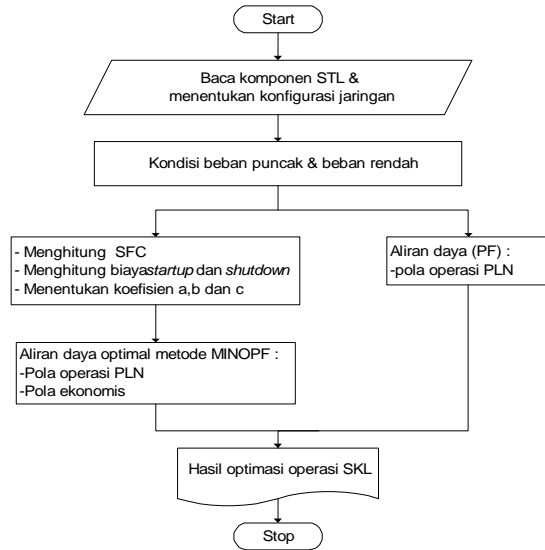 Start
Baca komponen STL &
menentukan konfigurasi jaringan
Kondisi beban puncak & beban rendah
- Menghitung SFC
- Menghitung biayastartup dan shutdown
- Menentukan koefisien a,b dan c
Aliran daya (PF) :
-pola operasi PLN
Aliran daya optimal metode MINOPF :
-Pola operasi PLN
-Pola ekonomis
Hasil optimasi operasi SKL
Stop